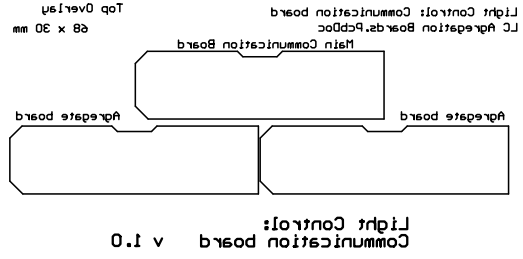 Light Control: Communication board
LC Agregation Boards.PcbDoc
Top Overlay
68 x 30 mm
Main Communication Board
Agregate board
Agregate board
Light Control:
Communication board v 1.0